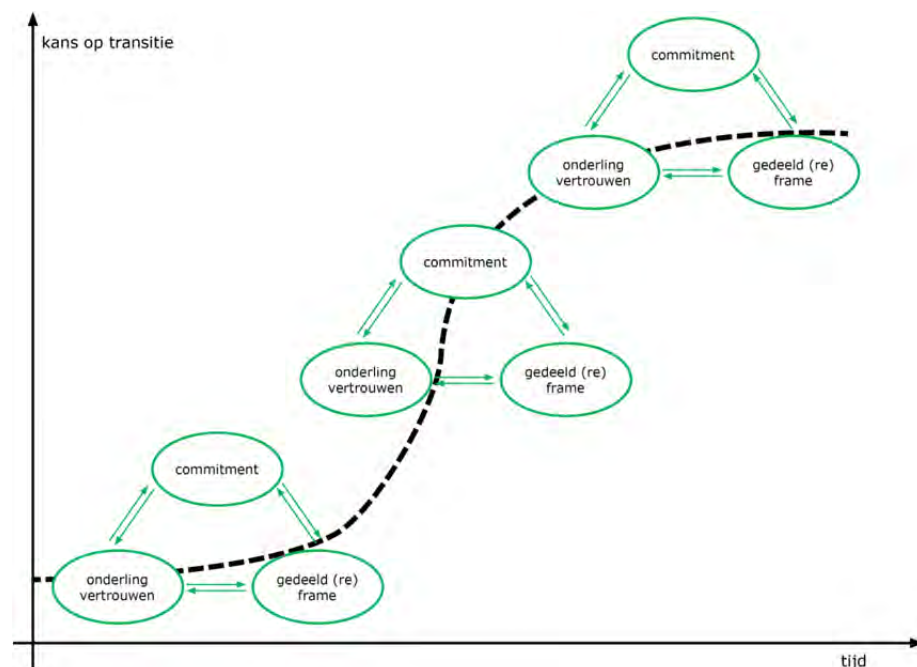 kans op transitie
commitment
onderling
vertrouwen
gedeeld (re)
frame
commitment
onderling
vertrouwen
gedeeld (re)
frame
commitment
onderling
vertrouwen
gedeeld (re)
frame
tijd